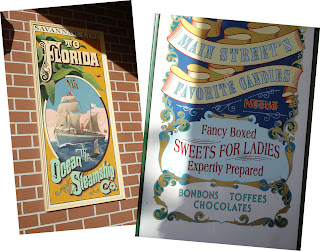 TO
FLORIDA
VIA
The
Ocean
Steamship
Co.
MAIN STREET'S
FAVORITE CANDIES
Fancy Boxed
SWEETS FOR LADIES
Expertly Prepared
BONBONS TOFFEES
CHOCOLATES